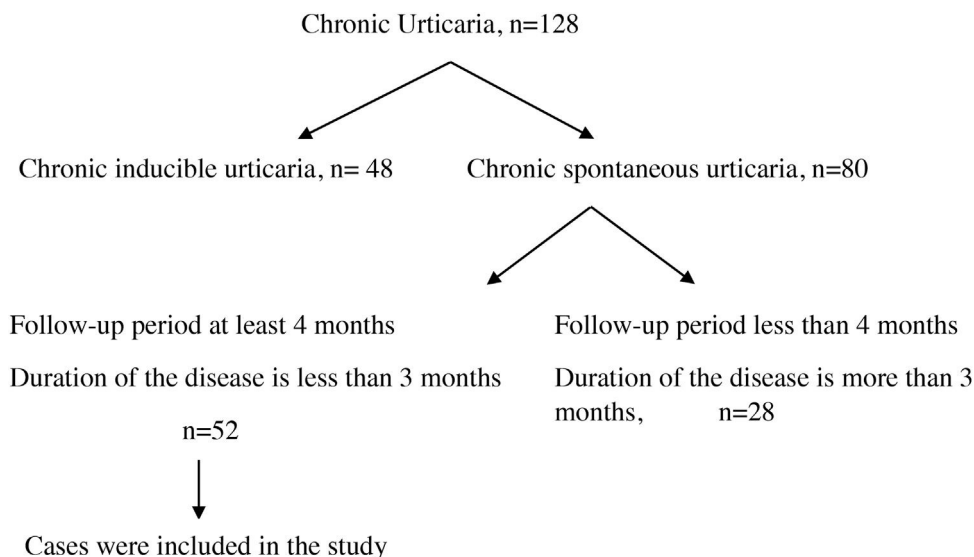 Chronic Urticaria, n=128
Chronic inducible urticaria, n= 48
Chronic spontaneous urticaria, n=80
Follow-up period at least 4 months
Duration of the disease is less than 3 months
n=52
Follow-up period less than 4 months
Duration of the disease is more than 3
months, n=28
Cases were included in the study